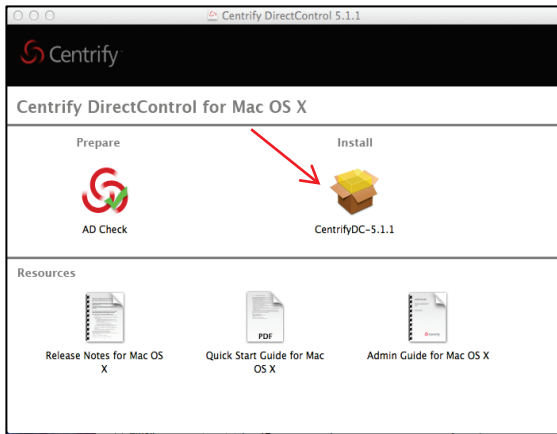 Centrify DirectControl 5.1.1
Centrify
Centrify DirectControl for Mac OS X
Prepare
Install
AD Check
CentrifyDC-5.1.1
Resources
Release Notes for Mac OS
X
PDF
Quick Start Guide for Mac
OS X
Centrify
Admin Guide for Mac OS X